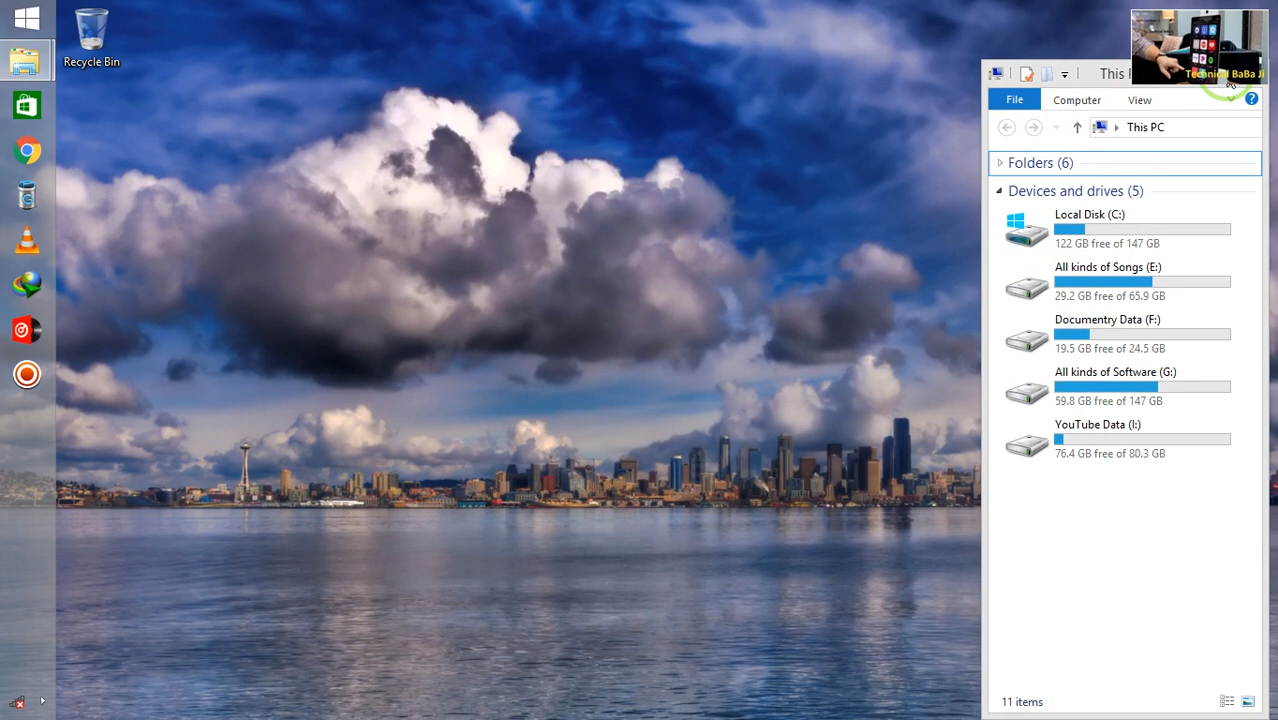 Recycle Bin
Technical BaBa Ji
This
File
Computer
View
This PC
Folders (6)
Devices and drives (5)
Local Disk (C:)
122 GB free of 147 GB
All kinds of Songs (E:)
29.2 GB free of 65.9 GB
Documentry Data (F:)
19.5 GB free of 24.5 GB
All kinds of Software (G:)
59.8 GB free of 147 GB
YouTube Data (I:)
76.4 GB free of 80.3 GB
11 items